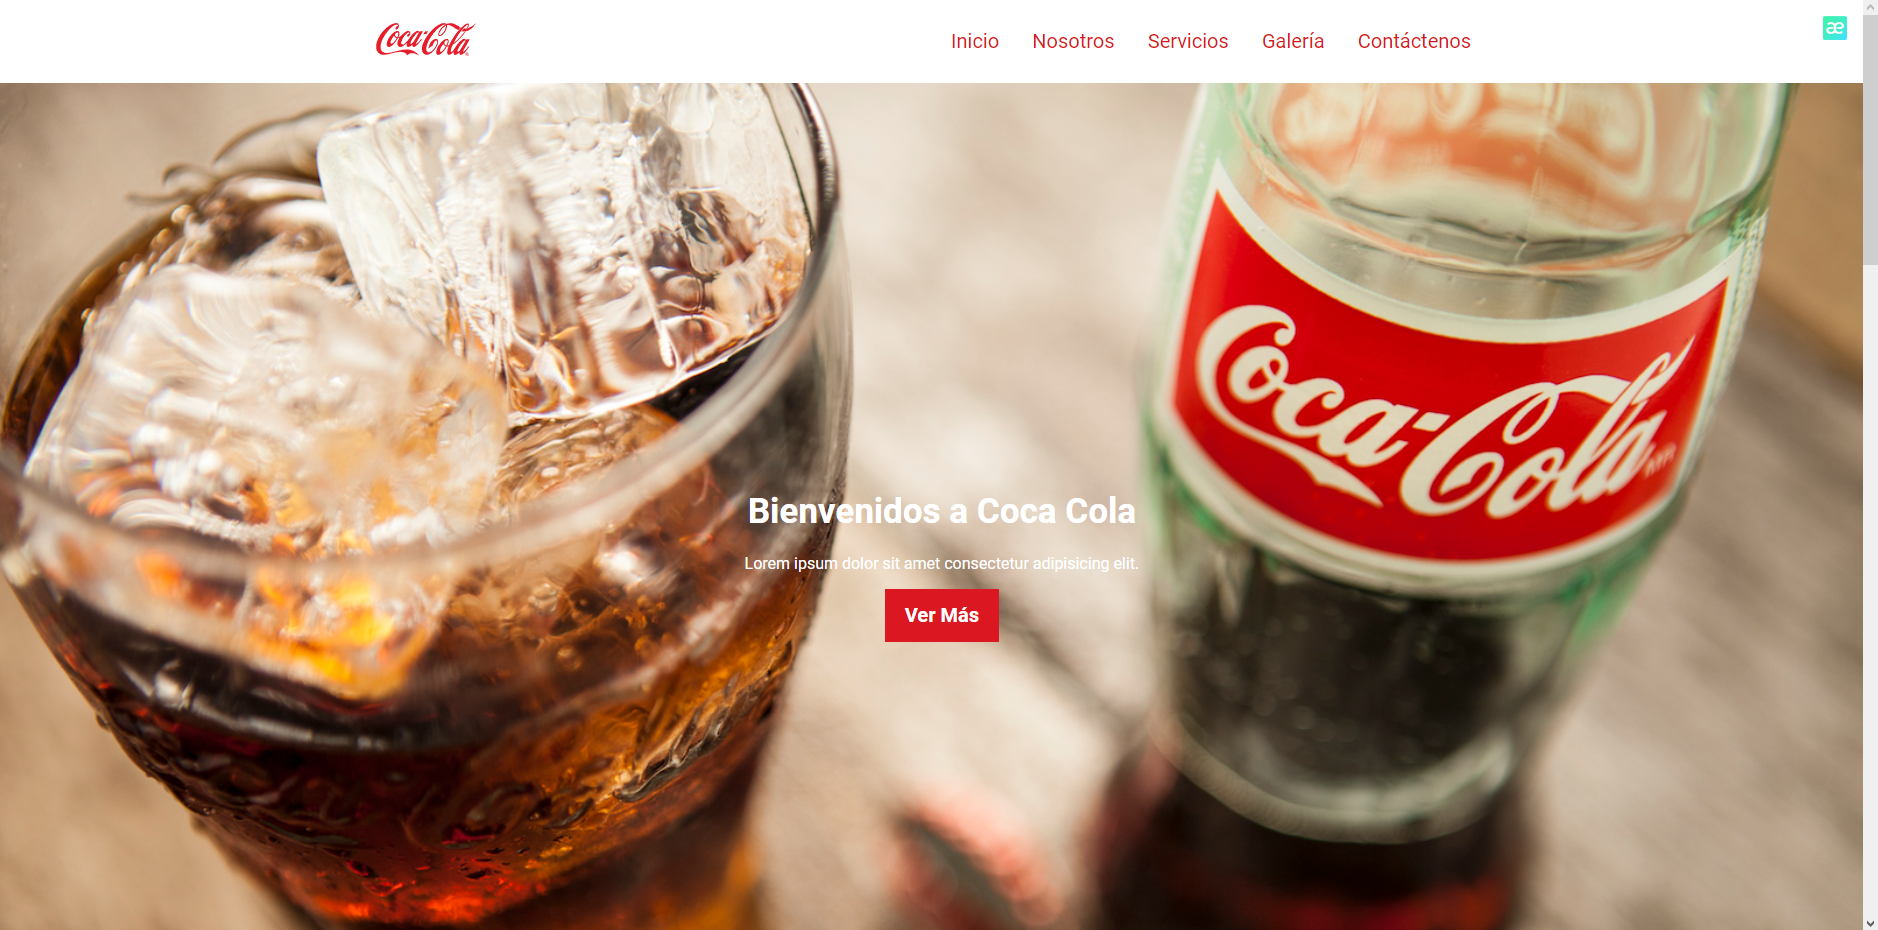 Coca-Cola
Inicio Nosotros Servicios Galería Contáctenos
æ
Coca-Cola
MR
Bienvenidos a Coca Cola
Lorem ipsum dolor sit amet consectetur adipisicing elit.
Ver Más